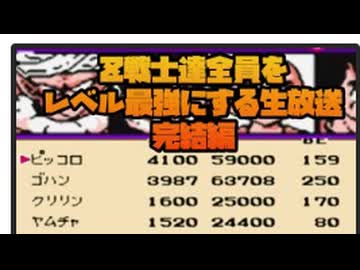 Z戦士達全員を
レベル最強にする生放送
完結編
BE
▶ピッコロ 4100 59000 159
ゴハン 3987 63708 250
クリリン 1600 25000 170
ヤムチャ 1520 24400 80